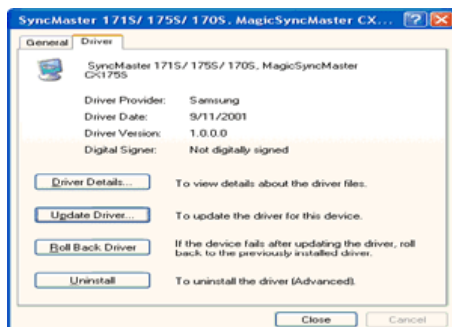 SyncMaster 171S/ 175S/ 170S, MagicSyncMaster CX...
General Driver
SyncMaster 171S/ 175S/ 170S, MagicSyncMaster
CX175S
Driver Provider: Samsung
Driver Date: 9/11/2001
Driver Version: 1.0.0.0
Digital Signer: Not digitally signed
Driver Details... To view details about the driver files.
Update Driver... To update the driver for this device.
Roll Back Driver If the device fails after updating the driver, roll
back to the previously installed driver.
Uninstall To uninstall the driver (Advanced).
Close Cancel